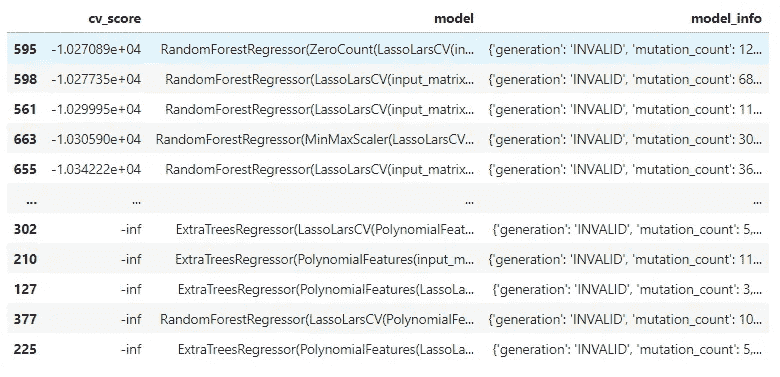 cv_score model model_info
595 -1.027089e+04 RandomForestRegressor(ZeroCount(LassoLarsCV(in... {'generation': 'INVALID', 'mutation_count': 12...
598 -1.027735e+04 RandomForestRegressor(LassoLarsCV(input_matrix... {'generation': 'INVALID', 'mutation_count': 68...
561 -1.029995e+04 RandomForestRegressor(LassoLarsCV(input_matrix... {'generation': 'INVALID', 'mutation_count': 11...
663 -1.030590e+04 RandomForestRegressor(MinMaxScaler(LassoLarsCV... {'generation': 'INVALID', 'mutation_count': 30...
655 -1.034222e+04 RandomForestRegressor(LassoLarsCV(input_matrix... {'generation': 'INVALID', 'mutation_count': 36...
... ... ... ...
302 -inf ExtraTreesRegressor(LassoLarsCV(PolynomialFeat... {'generation': 'INVALID', 'mutation_count': 5,...
210 -inf ExtraTreesRegressor(PolynomialFeatures(input_m... {'generation': 'INVALID', 'mutation_count': 11...
127 -inf ExtraTreesRegressor(PolynomialFeatures(LassoLa... {'generation': 'INVALID', 'mutation_count': 3,...
377 -inf RandomForestRegressor(LassoLarsCV(PolynomialFe... {'generation': 'INVALID', 'mutation_count': 10...
225 -inf ExtraTreesRegressor(PolynomialFeatures(LassoLa... {'generation': 'INVALID', 'mutation_count': 5,...